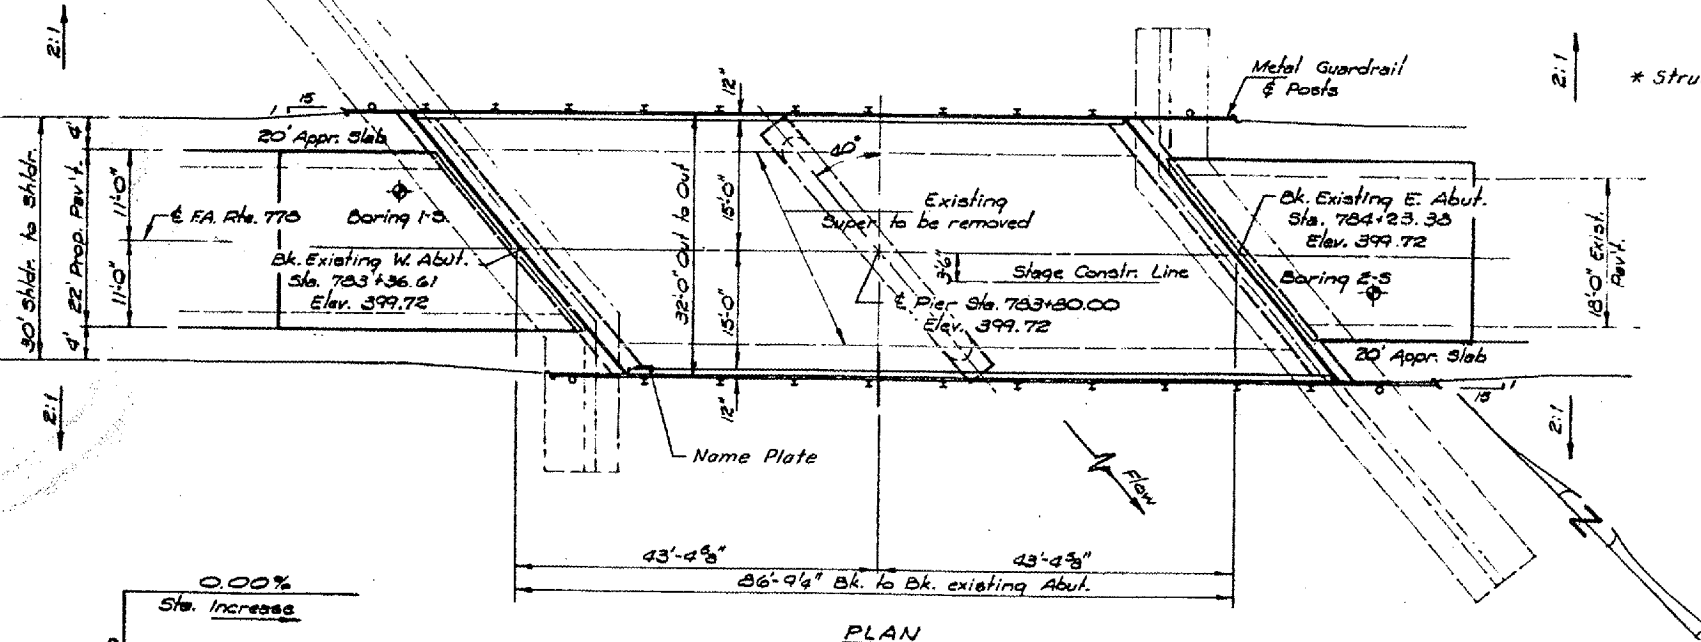 2:1
2:1
* Stru
Metal Guardrail
& Posts
12"
15
1
20' Appr. Slab
40°
30' Shldr. to Shldr.
4'
22' Prop. Pav't.
4'
11'-0"
11'-0"
℄ F.A. Rte. 775
Boring 1-S
Bk. Existing W. Abut.
Sta. 783+36.61
Elev. 399.72
32'-0" Out to Out
15'-0"
15'-0"
Existing
Super to be removed
3'6"
Stage Constr. Line
℄ Pier Sta. 783+80.00
Elev. 399.72
Bk. Existing E. Abut.
Sta. 784+23.38
Elev. 399.72
Boring 2-S
18'-0" Exist.
Pav't.
20' Appr. Slab
15
1
2:1
2:1
12"
Name Plate
Flow
N
43'-4⅝"
43'-4⅝"
86'-9¼" Bk. to Bk. existing Abut.
0.00%
Sta. Increase
PLAN